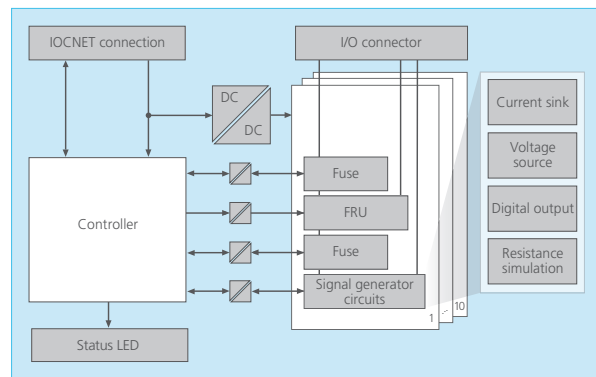 IOCNET connection
I/O connector
DC
DC
Current sink
Voltage
source
Digital output
Resistance
simulation
Controller
Fuse
FRU
Fuse
Signal generator
circuits
1
...
10
Status LED